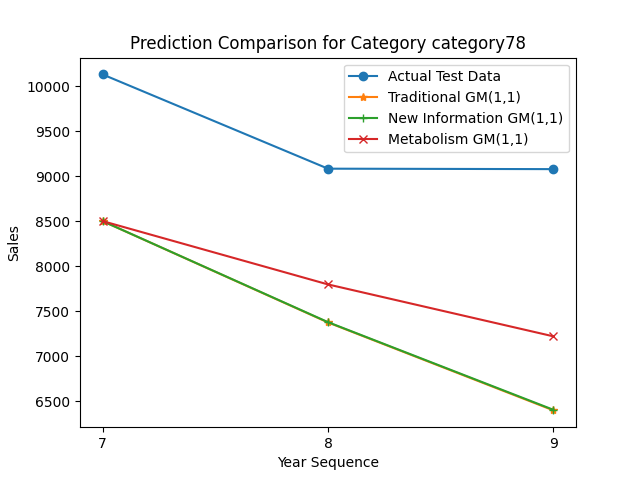 Prediction Comparison for Category category78
Actual Test Data
Traditional GM(1,1)
New Information GM(1,1)
Metabolism GM(1,1)
10000
9500
9000
8500
8000
7500
7000
6500
Sales
7
8
9
Year Sequence